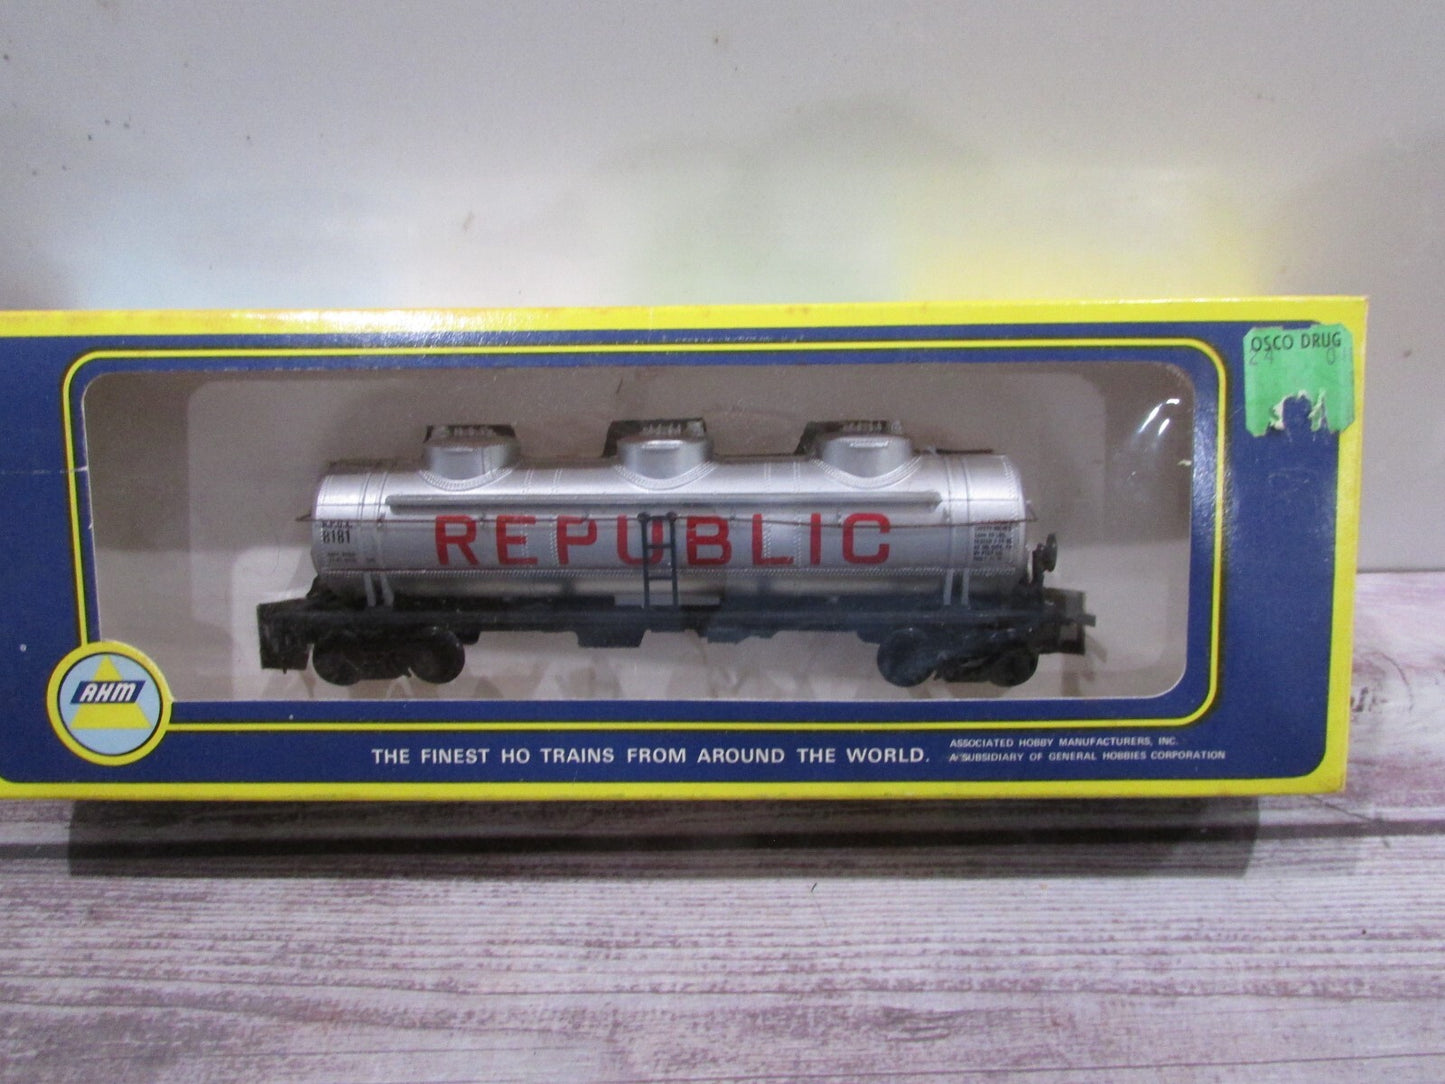 OSCO DRUG
REPUBLIC
8181
AHM
THE FINEST HO TRAINS FROM AROUND THE WORLD.
ASSOCIATED HOBBY MANUFACTURERS, INC.
A SUBSIDIARY OF GENERAL HOBBIES CORPORATION